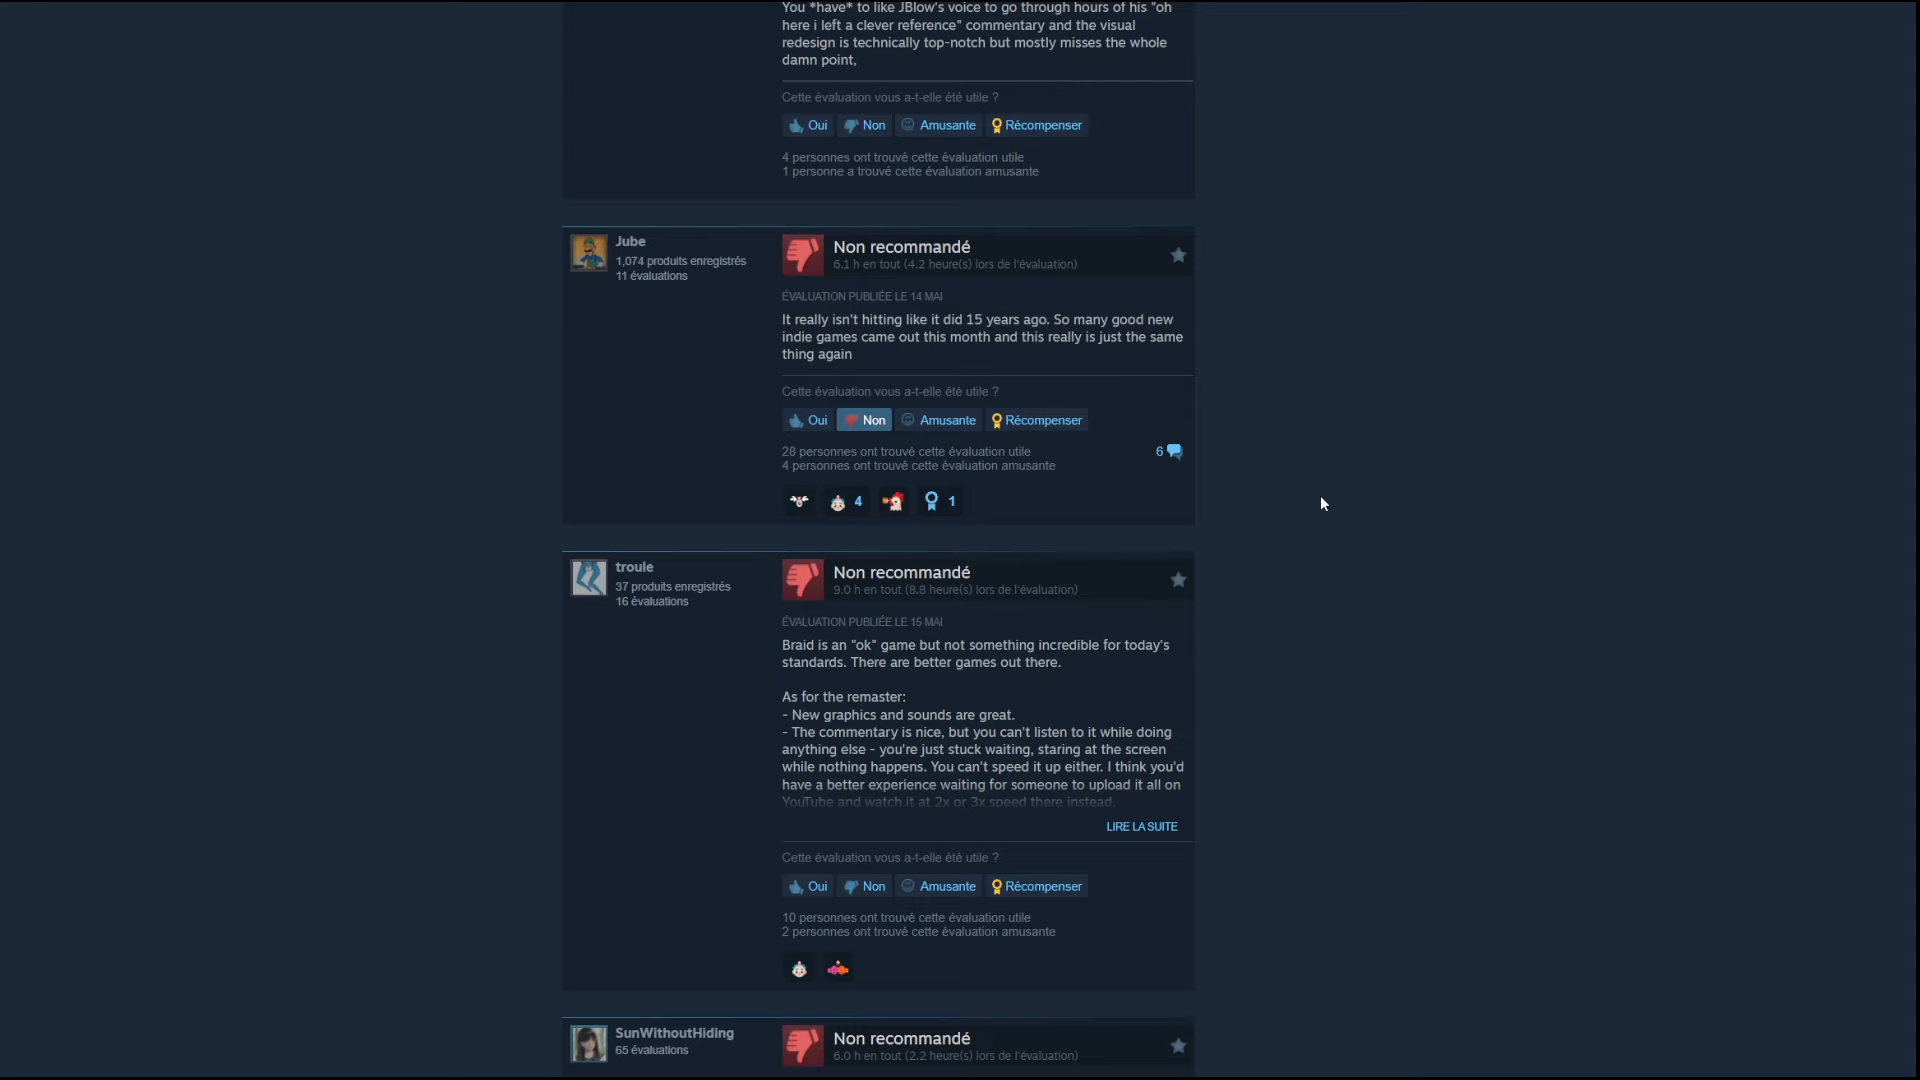 You *have* to like JBlow's voice to go through hours of his "oh
here i left a clever reference" commentary and the visual
redesign is technically top-notch but mostly misses the whole
damn point,
Cette évaluation vous a-t-elle été utile ?
Oui Non Amusante Récompenser
4 personnes ont trouvé cette évaluation utile
1 personne a trouvé cette évaluation amusante
Jube
1,074 produits enregistrés
11 évaluations
Non recommandé
6.1 h en tout (4.2 heure(s) lors de l'évaluation)
ÉVALUATION PUBLIÉE LE 14 MAI
It really isn't hitting like it did 15 years ago. So many good new
indie games came out this month and this really is just the same
thing again
Cette évaluation vous a-t-elle été utile ?
Oui Non Amusante Récompenser
28 personnes ont trouvé cette évaluation utile
4 personnes ont trouvé cette évaluation amusante
6
4 1
troule
37 produits enregistrés
16 évaluations
Non recommandé
9.0 h en tout (8.8 heure(s) lors de l'évaluation)
ÉVALUATION PUBLIÉE LE 15 MAI
Braid is an "ok" game but not something incredible for today's
standards. There are better games out there.
As for the remaster:
- New graphics and sounds are great.
- The commentary is nice, but you can't listen to it while doing
anything else - you're just stuck waiting, staring at the screen
while nothing happens. You can't speed it up either. I think you'd
have a better experience waiting for someone to upload it all on
YouTube and watch it at 2x or 3x speed there instead.
LIRE LA SUITE
Cette évaluation vous a-t-elle été utile ?
Oui Non Amusante Récompenser
10 personnes ont trouvé cette évaluation utile
2 personnes ont trouvé cette évaluation amusante
SunWithoutHiding
65 évaluations
Non recommandé
6.0 h en tout (2.2 heure(s) lors de l'évaluation)